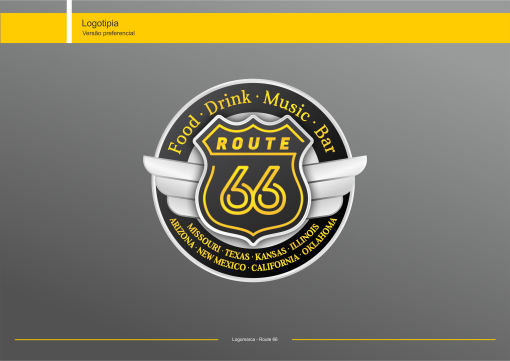 Logotipia
Versão preferencial
Food · Drink · Music · Bar
ROUTE
66
MISSOURI · TEXAS · KANSAS · ILLINOIS
ARIZONA · NEW MEXICO · CALIFORNIA · OKLAHOMA
Logomarca - Route 66